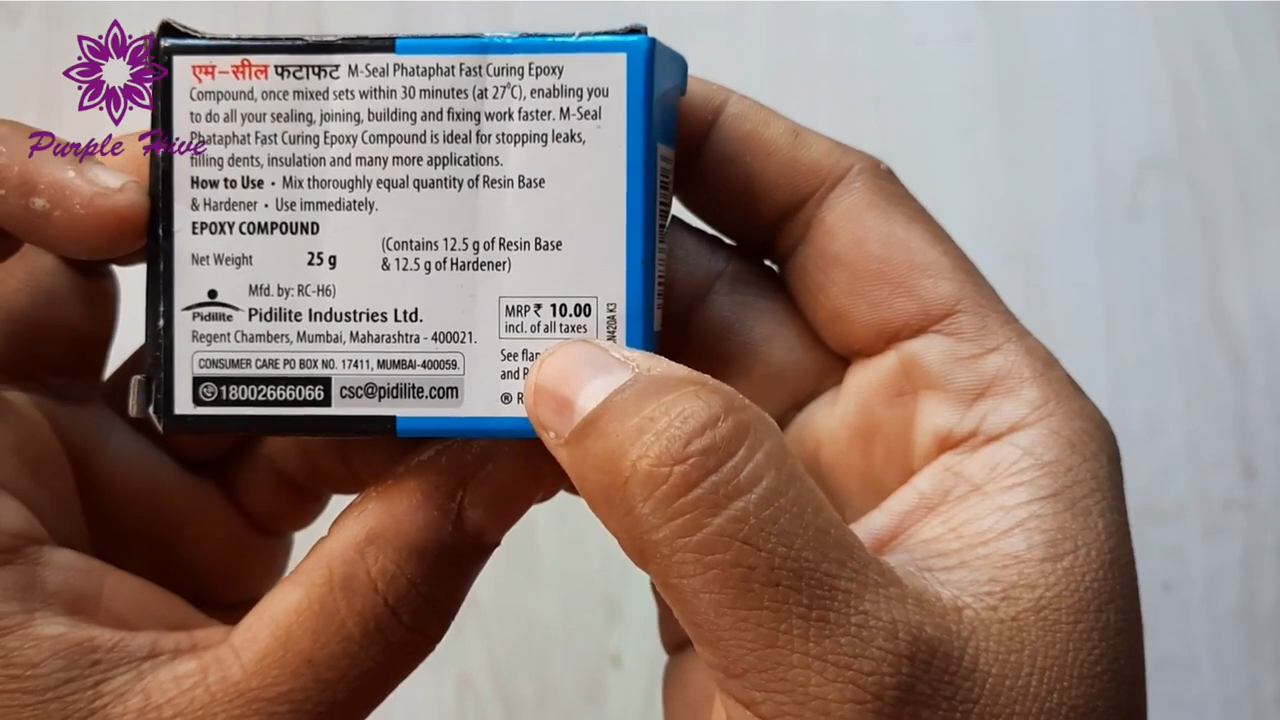 Purple Hive
एम-सील फटाफट M-Seal Phataphat Fast Curing Epoxy
Compound, once mixed sets within 30 minutes (at 27°C), enabling you
to do all your sealing, joining, building and fixing work faster. M-Seal
Phataphat Fast Curing Epoxy Compound is ideal for stopping leaks,
filling dents, insulation and many more applications.
How to Use • Mix thoroughly equal quantity of Resin Base
& Hardener • Use immediately.
EPOXY COMPOUND
Net Weight 25 g
(Contains 12.5 g of Resin Base
& 12.5 g of Hardener)
Mfd. by: RC-H6)
Pidilite
Pidilite Industries Ltd.
Regent Chambers, Mumbai, Maharashtra - 400021.
CONSUMER CARE PO BOX NO. 17411, MUMBAI-400059.
18002666066 csc@pidilite.com
MRP ₹ 10.00
incl. of all taxes
See
and
®